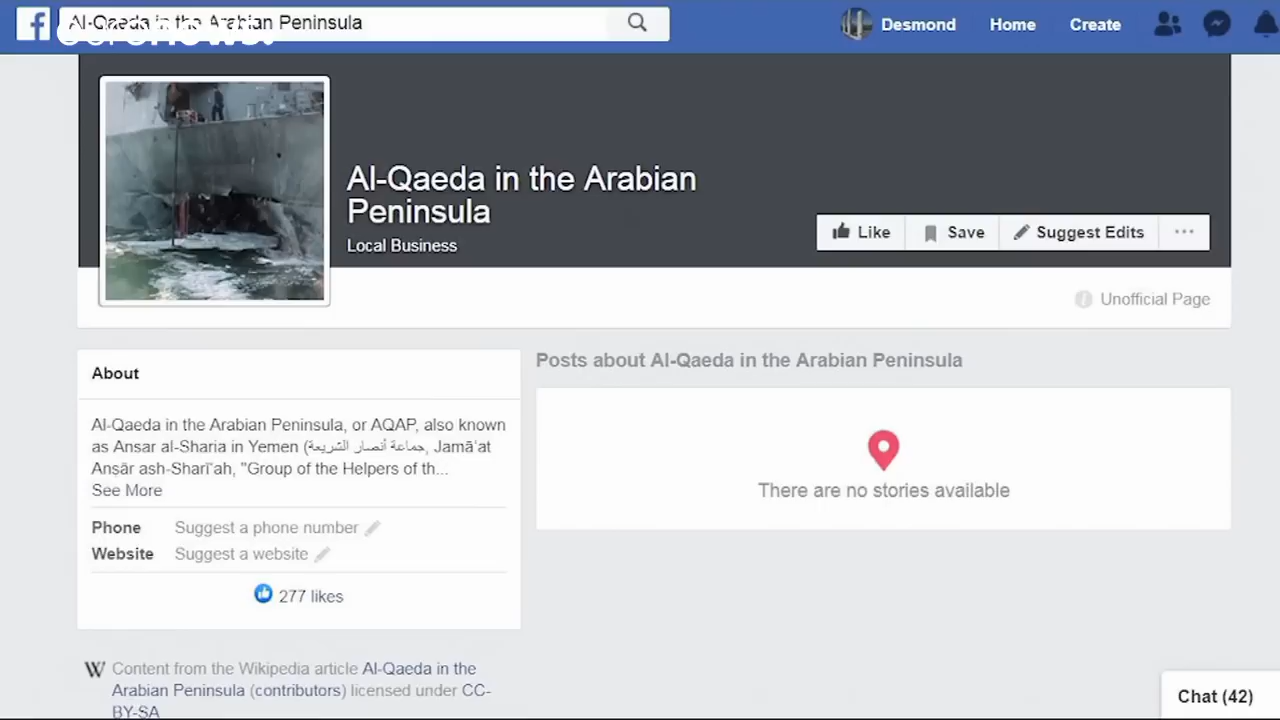 Al-Qaeda in the Arabian Peninsula
euronews.
Desmond
Home
Create
Al-Qaeda in the Arabian
Peninsula
Local Business
Like
Save
Suggest Edits
Unofficial Page
About
Posts about Al-Qaeda in the Arabian Peninsula
Al-Qaeda in the Arabian Peninsula, or AQAP, also known
as Ansar al-Sharia in Yemen (جماعة أنصار الشريعة, Jamā‘at
Anṣār ash-Sharī‘ah, "Group of the Helpers of th...
See More
There are no stories available
Phone Suggest a phone number
Website Suggest a website
277 likes
Content from the Wikipedia article Al-Qaeda in the
Arabian Peninsula (contributors) licensed under CC-
BY-SA
Chat (42)